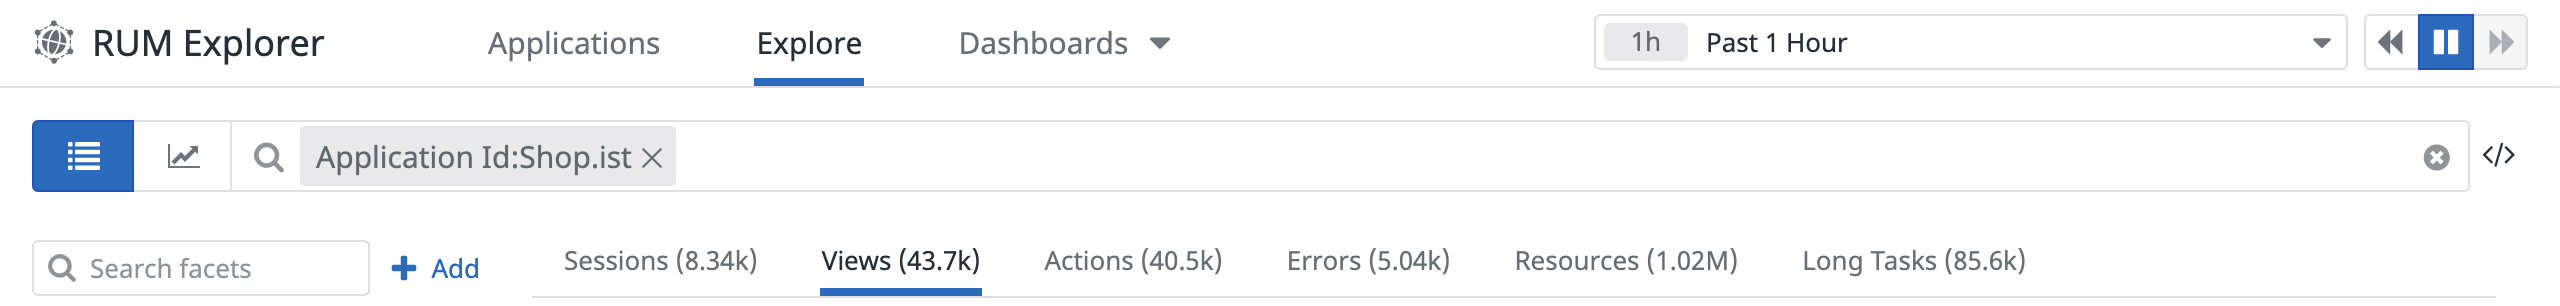 RUM Explorer Applications Explore Dashboards 1h Past 1 Hour
Application Id:Shop.ist </>
Search facets Add Sessions (8.34k) Views (43.7k) Actions (40.5k) Errors (5.04k) Resources (1.02M) Long Tasks (85.6k)